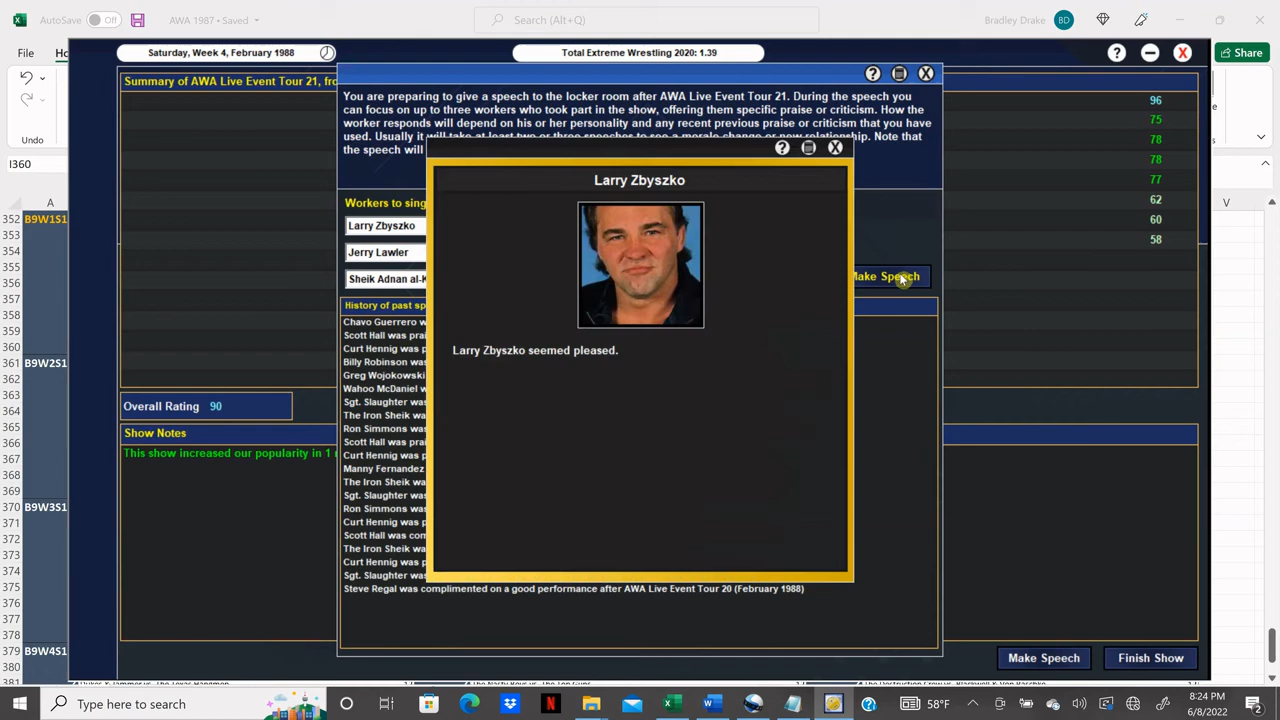 AutoSave Off AWA 1987 • Saved Search (Alt+Q) Bradley Drake BD
File Ho Share
Saturday, Week 4, February 1988 Total Extreme Wrestling 2020: 1.39
Summary of AWA Live Event Tour 21, fro
You are preparing to give a speech to the locker room after AWA Live Event Tour 21. During the speech you
can focus on up to three workers who took part in the show, offering them specific praise or criticism. How the
worker responds will depend on his or her personality and any recent previous praise or criticism that you have
used. Usually it will take at least two or three speeches to see a morale change or new relationship. Note that
the speech will
96
75
78
78
77
62
60
58
Undo
I360
A V
Larry Zbyszko
Larry Zbyszko seemed pleased.
Workers to sing
Larry Zbyszko
Jerry Lawler
Sheik Adnan al-K
Make Speech
History of past sp
Chavo Guerrero w
Scott Hall was prai
Curt Hennig was p
Billy Robinson was
Greg Wojokowski
Wahoo McDaniel w
Sgt. Slaughter was
The Iron Sheik wa
Ron Simmons was
Scott Hall was prai
Curt Hennig was p
Manny Fernandez
The Iron Sheik wa
Sgt. Slaughter was
Ron Simmons was
Curt Hennig was p
Scott Hall was com
The Iron Sheik wa
Curt Hennig was p
Sgt. Slaughter was
Steve Regal was complimented on a good performance after AWA Live Event Tour 20 (February 1988)
Overall Rating 90
Show Notes
This show increased our popularity in 1
Make Speech Finish Show
352 B9W1S1
353
354
355
356
357
358
359
360
361 B9W2S1
362
363
364
365
366
367
368
369
370 B9W3S1
371
372
373
374
375
376
377
378
379 B9W4S1
380
381
Type here to search
58°F
8:24 PM
6/8/2022
2